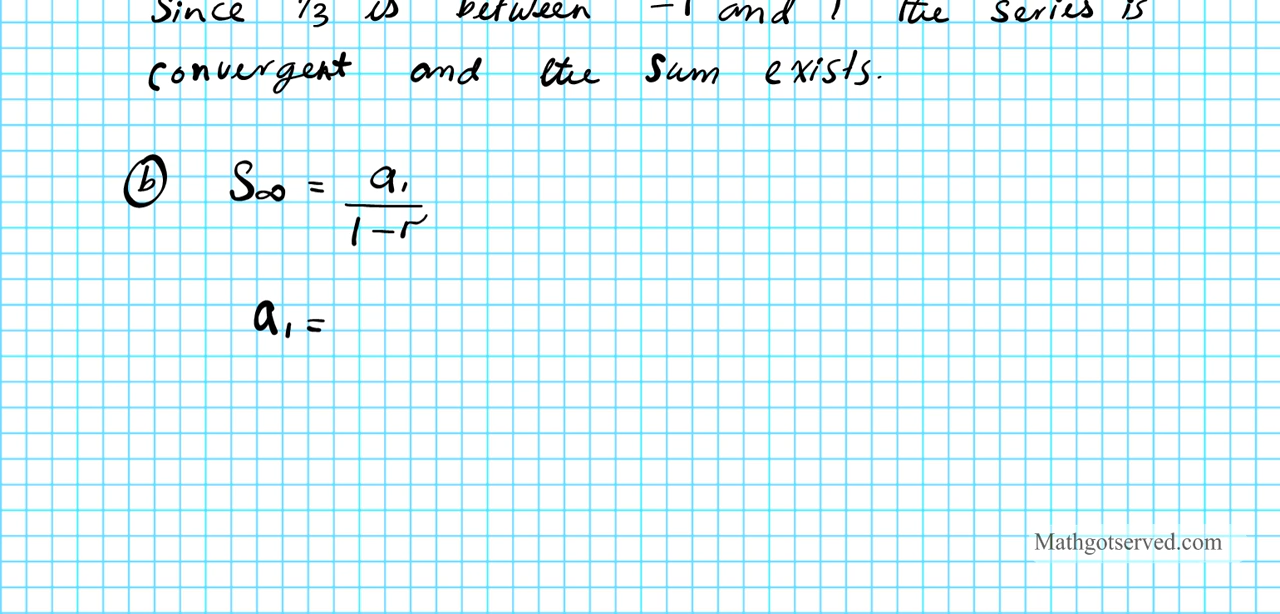 Since 1/3 is between -1 and 1 the series is
convergent and the sum exists.
(b) S∞ = a₁/(1-r)
a₁ =
Mathgotserved.com